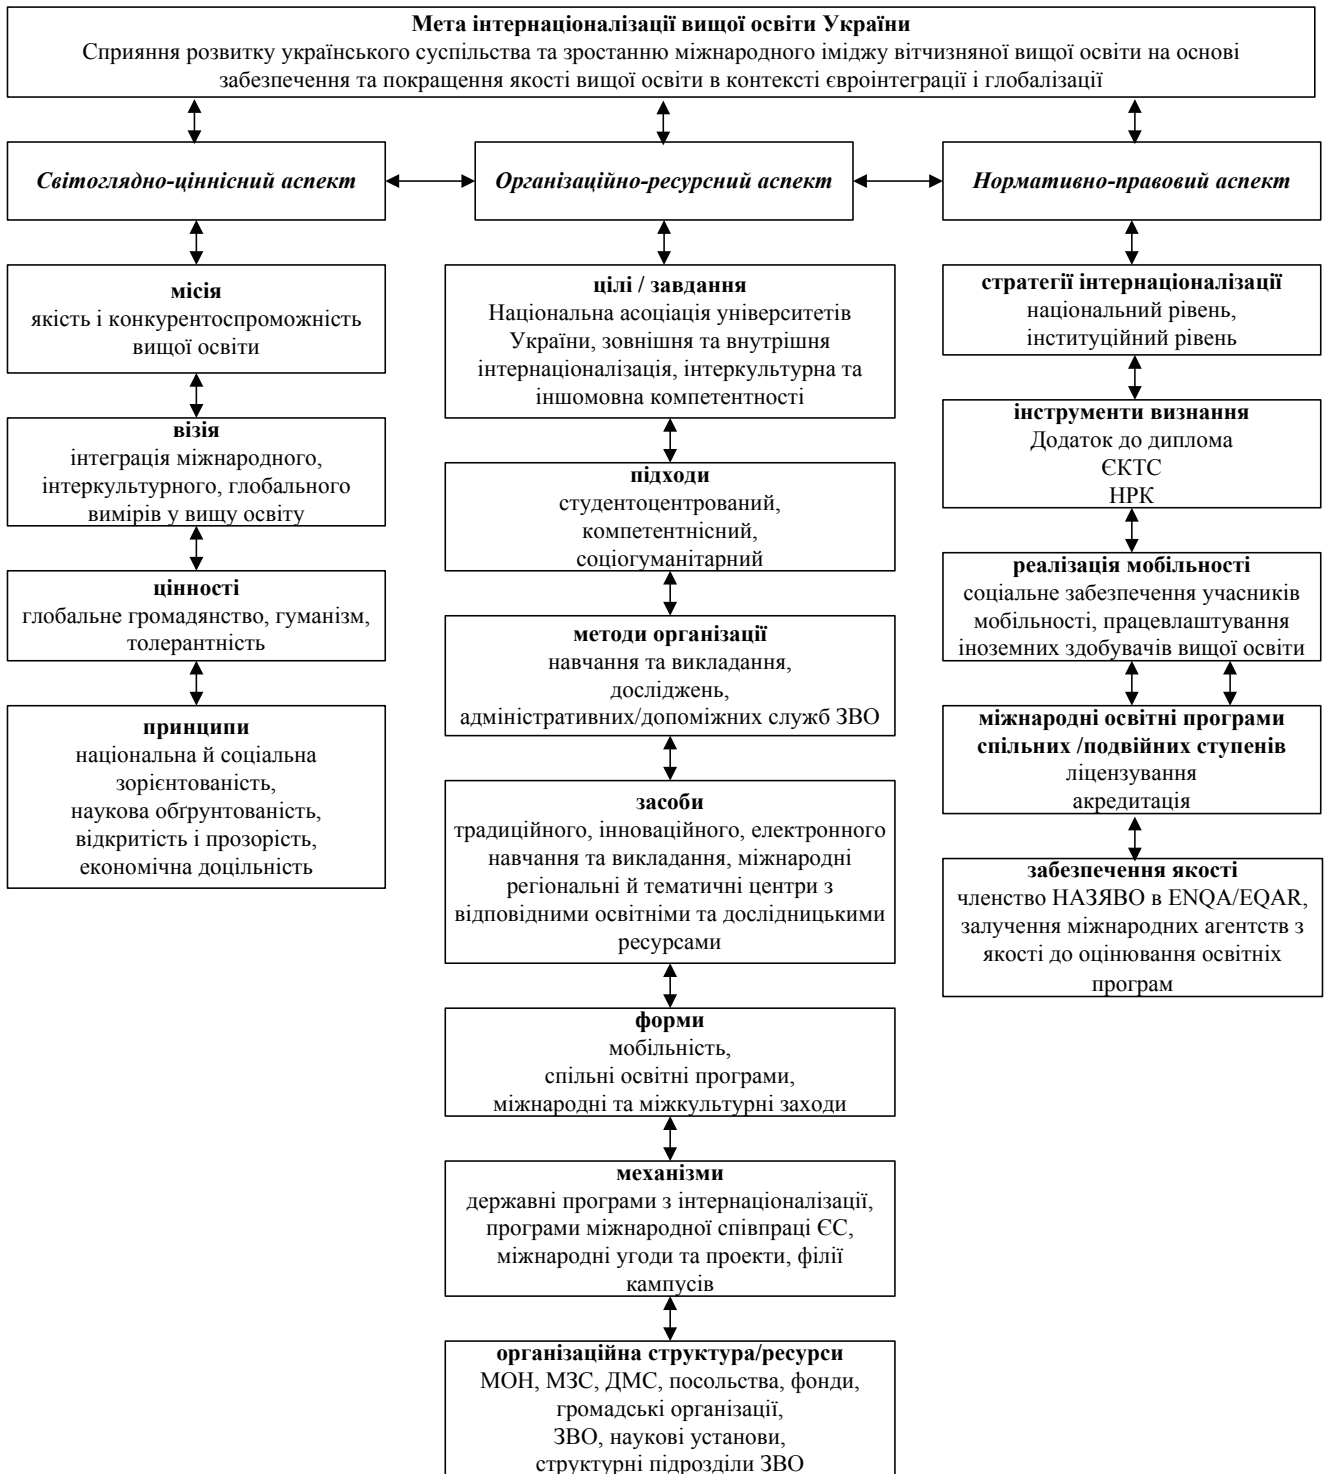 Мета інтернаціоналізації вищої освіти України
Сприяння розвитку українського суспільства та зростанню міжнародного іміджу вітчизняної вищої освіти на основі
забезпечення та покращення якості вищої освіти в контексті євроінтеграції і глобалізації
Світоглядно-ціннісний аспект
Організаційно-ресурсний аспект
Нормативно-правовий аспект
місія
якість і конкурентоспроможність
вищої освіти
візія
інтеграція міжнародного,
інтеркультурного, глобального
вимірів у вищу освіту
цінності
глобальне громадянство, гуманізм,
толерантність
принципи
національна й соціальна
зорієнтованість,
наукова обґрунтованість,
відкритість і прозорість,
економічна доцільність
цілі / завдання
Національна асоціація університетів
України, зовнішня та внутрішня
інтернаціоналізація, інтеркультурна та
іншомовна компетентності
підходи
студентоцентрований,
компетентнісний,
соціогуманітарний
методи організації
навчання та викладання,
досліджень,
адміністративних/допоміжних служб ЗВО
засоби
традиційного, інноваційного, електронного
навчання та викладання, міжнародні
регіональні й тематичні центри з
відповідними освітніми та дослідницькими
ресурсами
форми
мобільність,
спільні освітні програми,
міжнародні та міжкультурні заходи
механізми
державні програми з інтернаціоналізації,
програми міжнародної співпраці ЄС,
міжнародні угоди та проекти, філії
кампусів
організаційна структура/ресурси
МОН, МЗС, ДМС, посольства, фонди,
громадські організації,
ЗВО, наукові установи,
структурні підрозділи ЗВО
стратегії інтернаціоналізації
національний рівень,
інституційний рівень
інструменти визнання
Додаток до диплома
ЄКТС
НРК
реалізація мобільності
соціальне забезпечення учасників
мобільності, працевлаштування
іноземних здобувачів вищої освіти
міжнародні освітні програми
спільних /подвійних ступенів
ліцензування
акредитація
забезпечення якості
членство НАЗЯВО в ENQA/EQAR,
залучення міжнародних агентств з
якості до оцінювання освітніх
програм